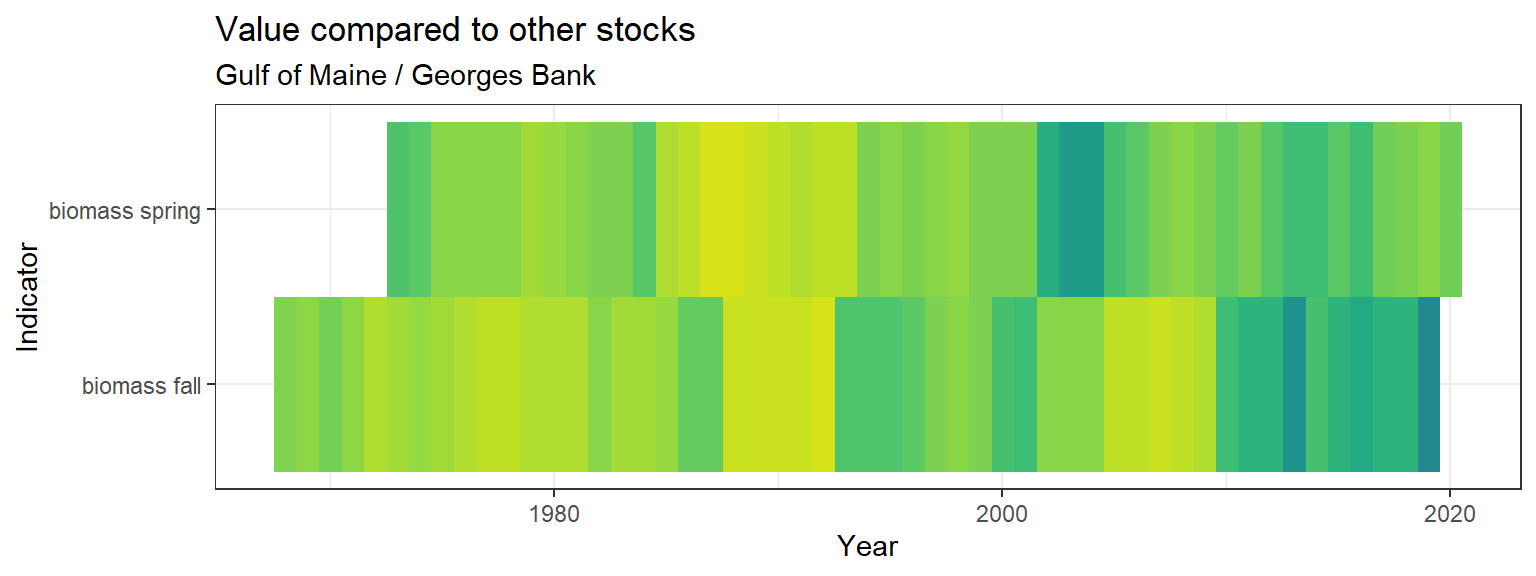 Value compared to other stocks
Gulf of Maine / Georges Bank
Indicator
biomass spring
biomass fall
1980
2000
2020
Year